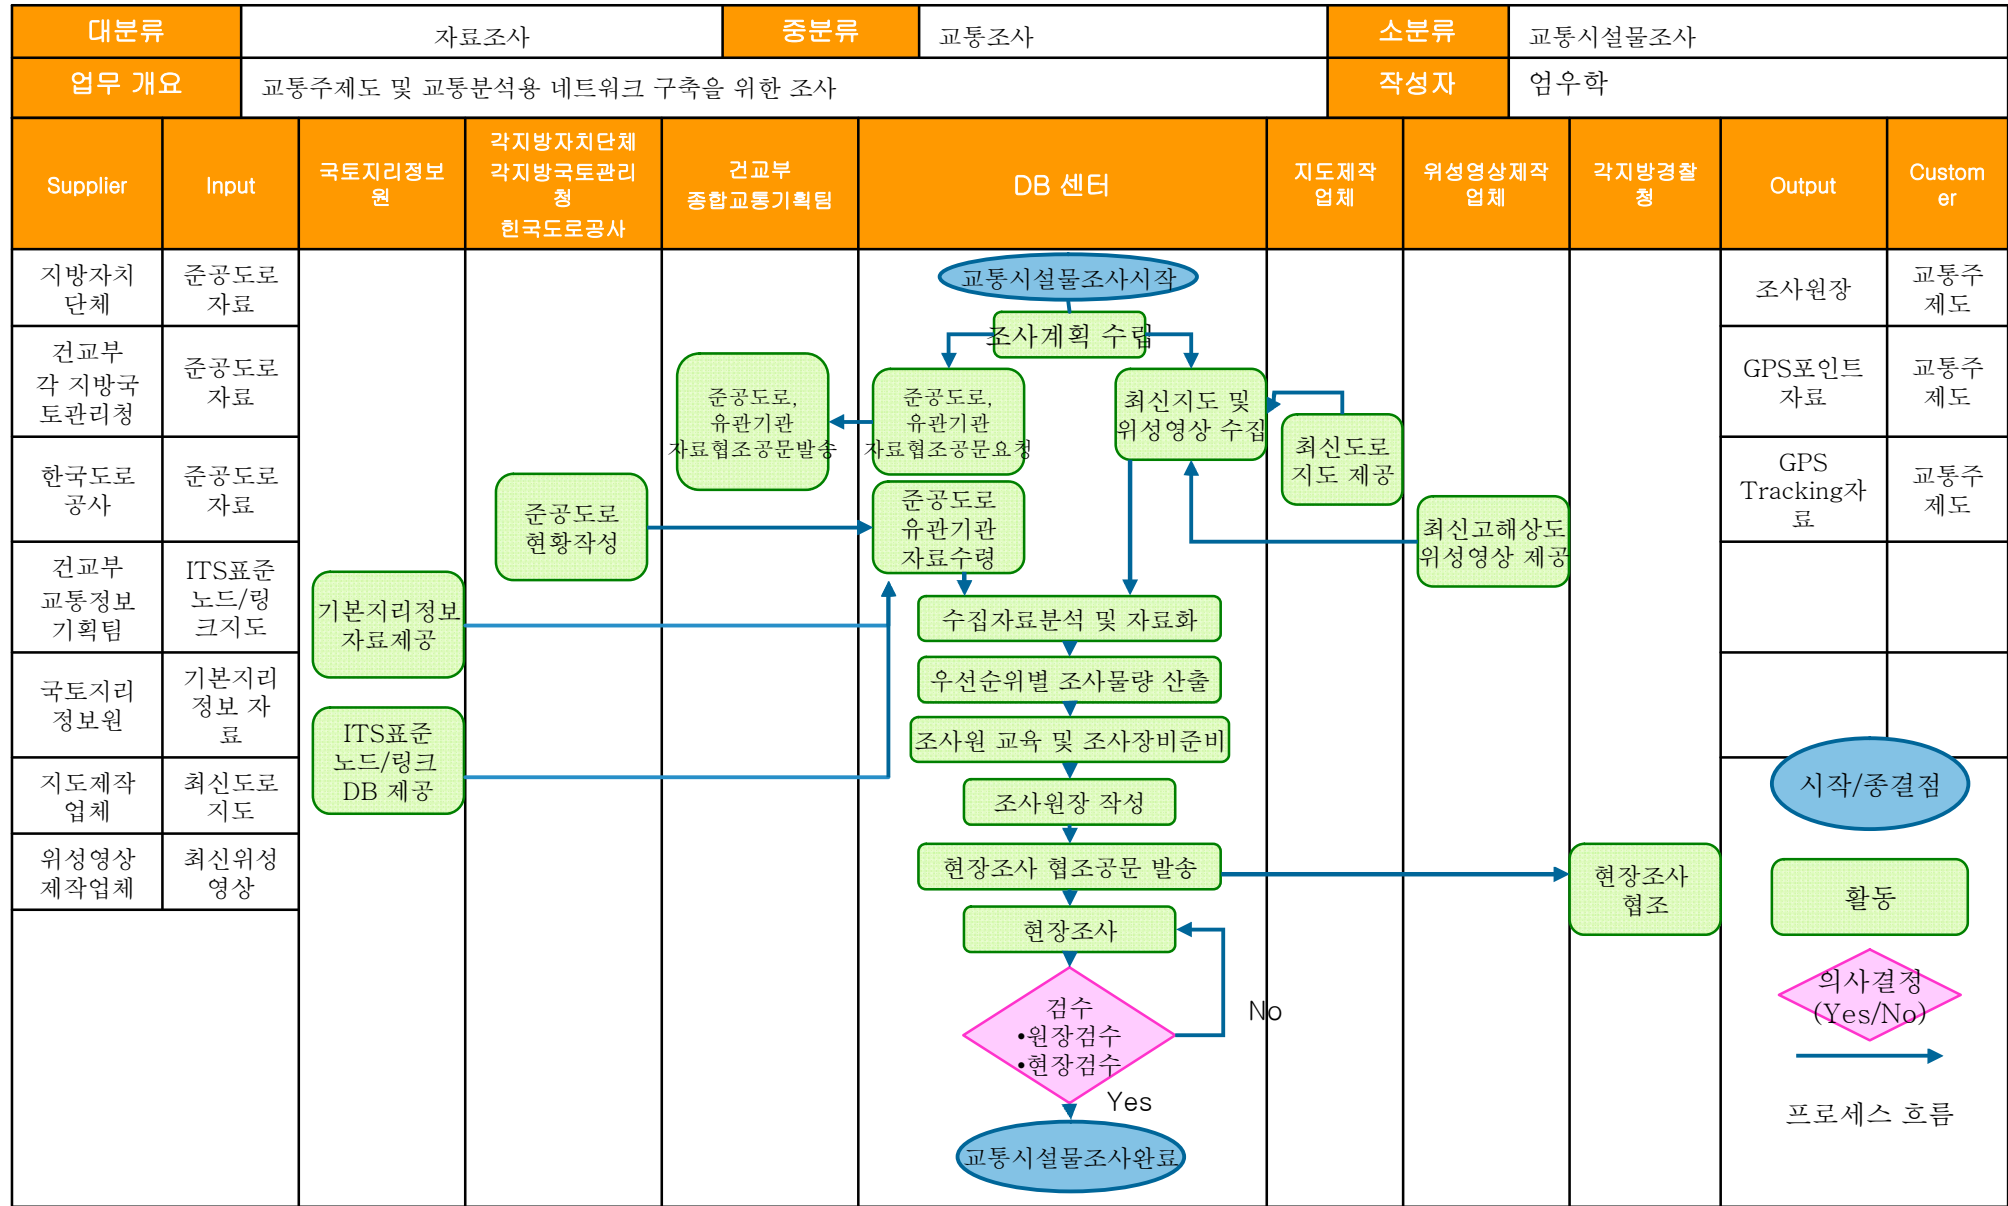 대분류
자료조사
중분류
교통조사
소분류
교통시설물조사
업무 개요
교통주제도 및 교통분석용 네트워크 구축을 위한 조사
작성자
엄우학
Supplier
Input
국토지리정보
원
각지방자치단체
각지방국토관리
청
힌국도로공사
건교부
종합교통기획팀
DB 센터
지도제작
업체
위성영상제작
업체
각지방경찰
청
Output
Custom
er
지방자치
단체
준공도로
자료
건교부
각 지방국
토관리청
준공도로
자료
한국도로
공사
준공도로
자료
건교부
교통정보
기획팀
ITS표준
노드/링
크지도
국토지리
정보원
기본지리
정보 자
료
지도제작
업체
최신도로
지도
위성영상
제작업체
최신위성
영상
기본지리정보
자료제공
ITS표준
노드/링크
DB 제공
준공도로
현황작성
준공도로,
유관기관
자료협조공문발송
교통시설물조사시작
조사계획 수립
준공도로,
유관기관
자료협조공문요청
최신지도 및
위성영상 수집
준공도로
유관기관
자료수령
수집자료분석 및 자료화
우선순위별 조사물량 산출
조사원 교육 및 조사장비준비
조사원장 작성
현장조사 협조공문 발송
현장조사
검수
•원장검수
•현장검수
No
Yes
교통시설물조사완료
최신도로
지도 제공
최신고해상도
위성영상 제공
현장조사
협조
조사원장
교통주
제도
GPS포인트
자료
교통주
제도
GPS
Tracking자
료
교통주
제도
시작/종결점
활동
의사결정
(Yes/No)
프로세스 흐름